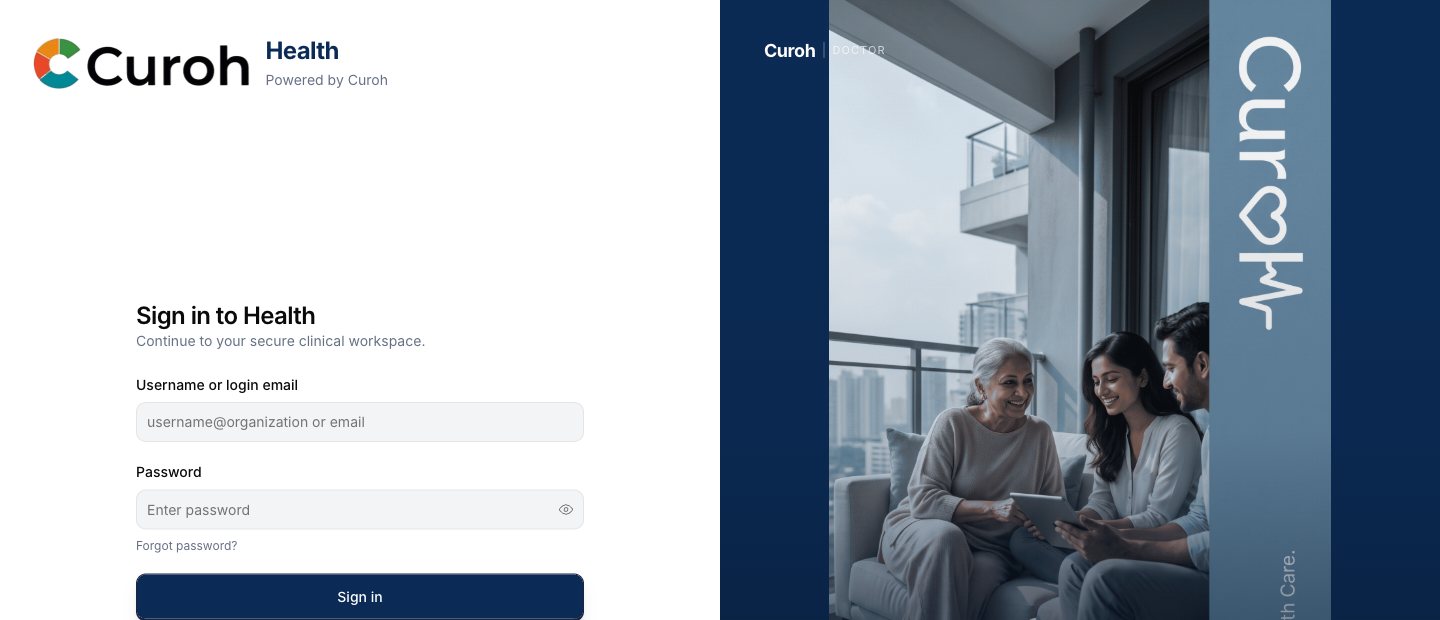 Curoh
Health
Powered by Curoh
Sign in to Health
Continue to your secure clinical workspace.
Username or login email
username@organization or email
Password
Enter password
Forgot password?
Sign in
Curoh | DOCTOR
Curoh
Care.